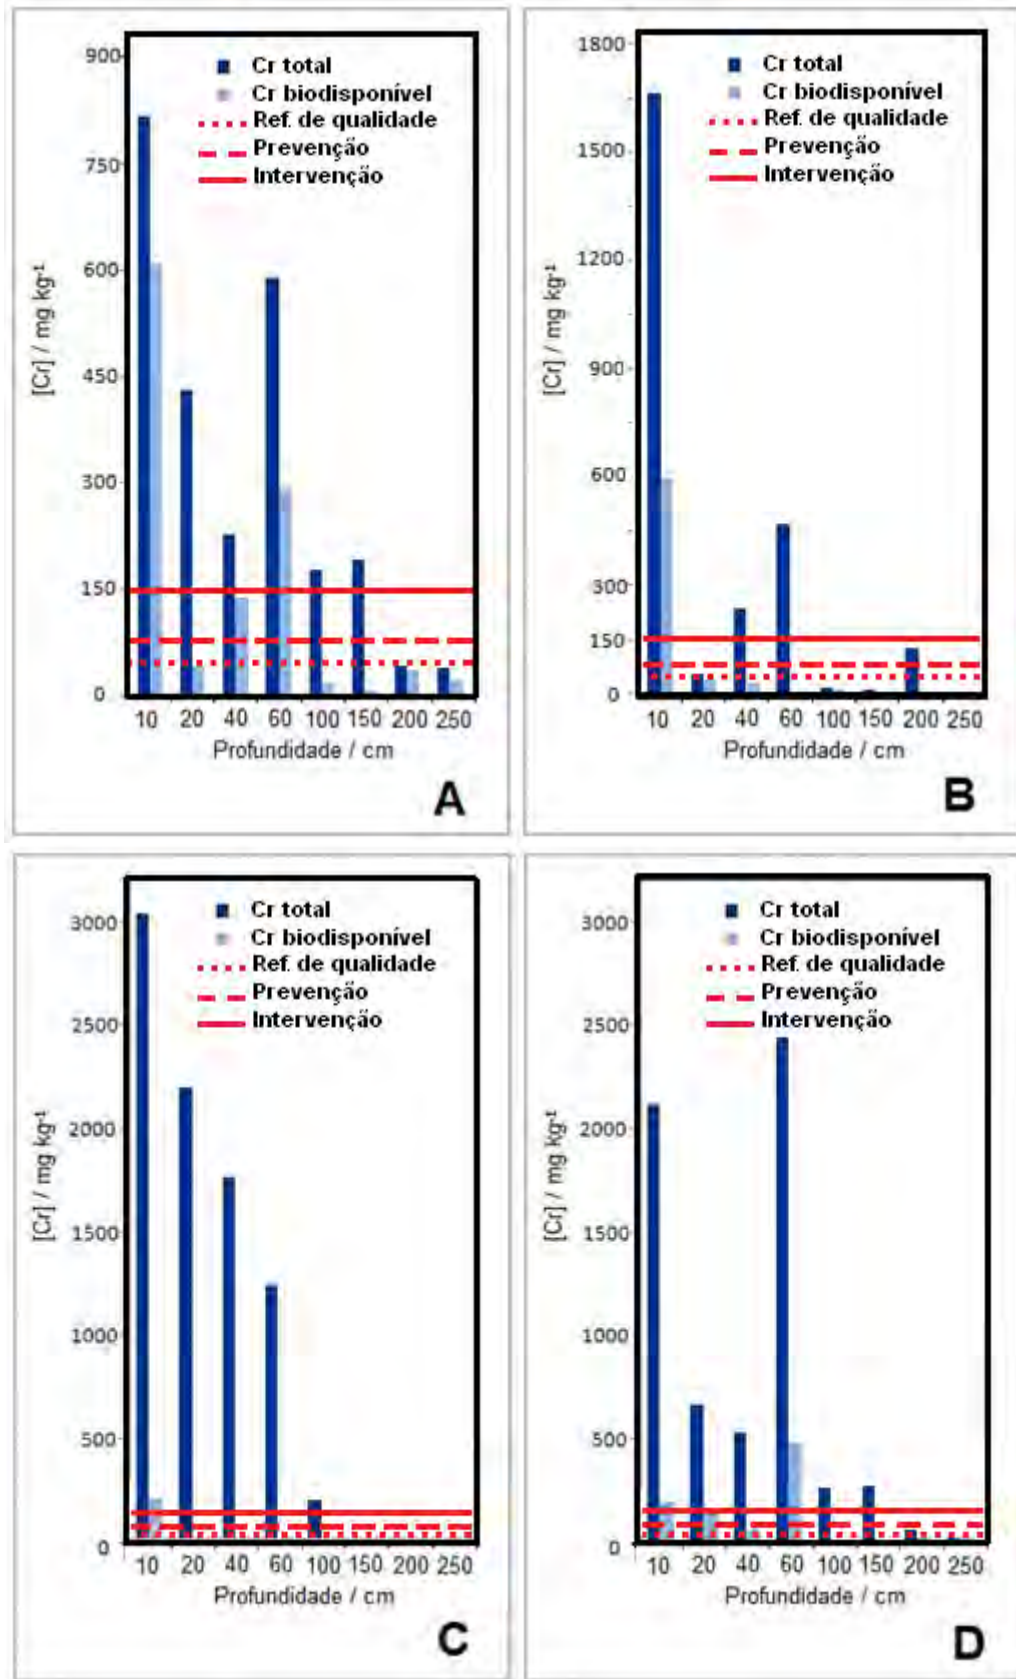 900
Cr total
Cr biodisponível
Ref. de qualidade
Prevenção
Intervenção
750
600
450
300
150
0
[Cr] / mg kg-¹
10 20 40 60 100 150 200 250
Profundidade / cm
A
1800
Cr total
Cr biodisponível
Ref. de qualidade
Prevenção
Intervenção
1500
1200
900
600
300
150
0
[Cr] / mg kg-¹
10 20 40 60 100 150 200 250
Profundidade / cm
B
Cr total
3000
Cr biodisponível
Ref. de qualidade
Prevenção
Intervenção
2500
2000
1500
1000
500
0
[Cr] / mg kg-¹
10 20 40 60 100 150 200 250
Profundidade / cm
C
Cr total
3000
Cr biodisponível
Ref. de qualidade
Prevenção
Intervenção
2500
2000
1500
1000
500
0
[Cr] / mg kg-¹
10 20 40 60 100 150 200 250
Profundidade / cm
D